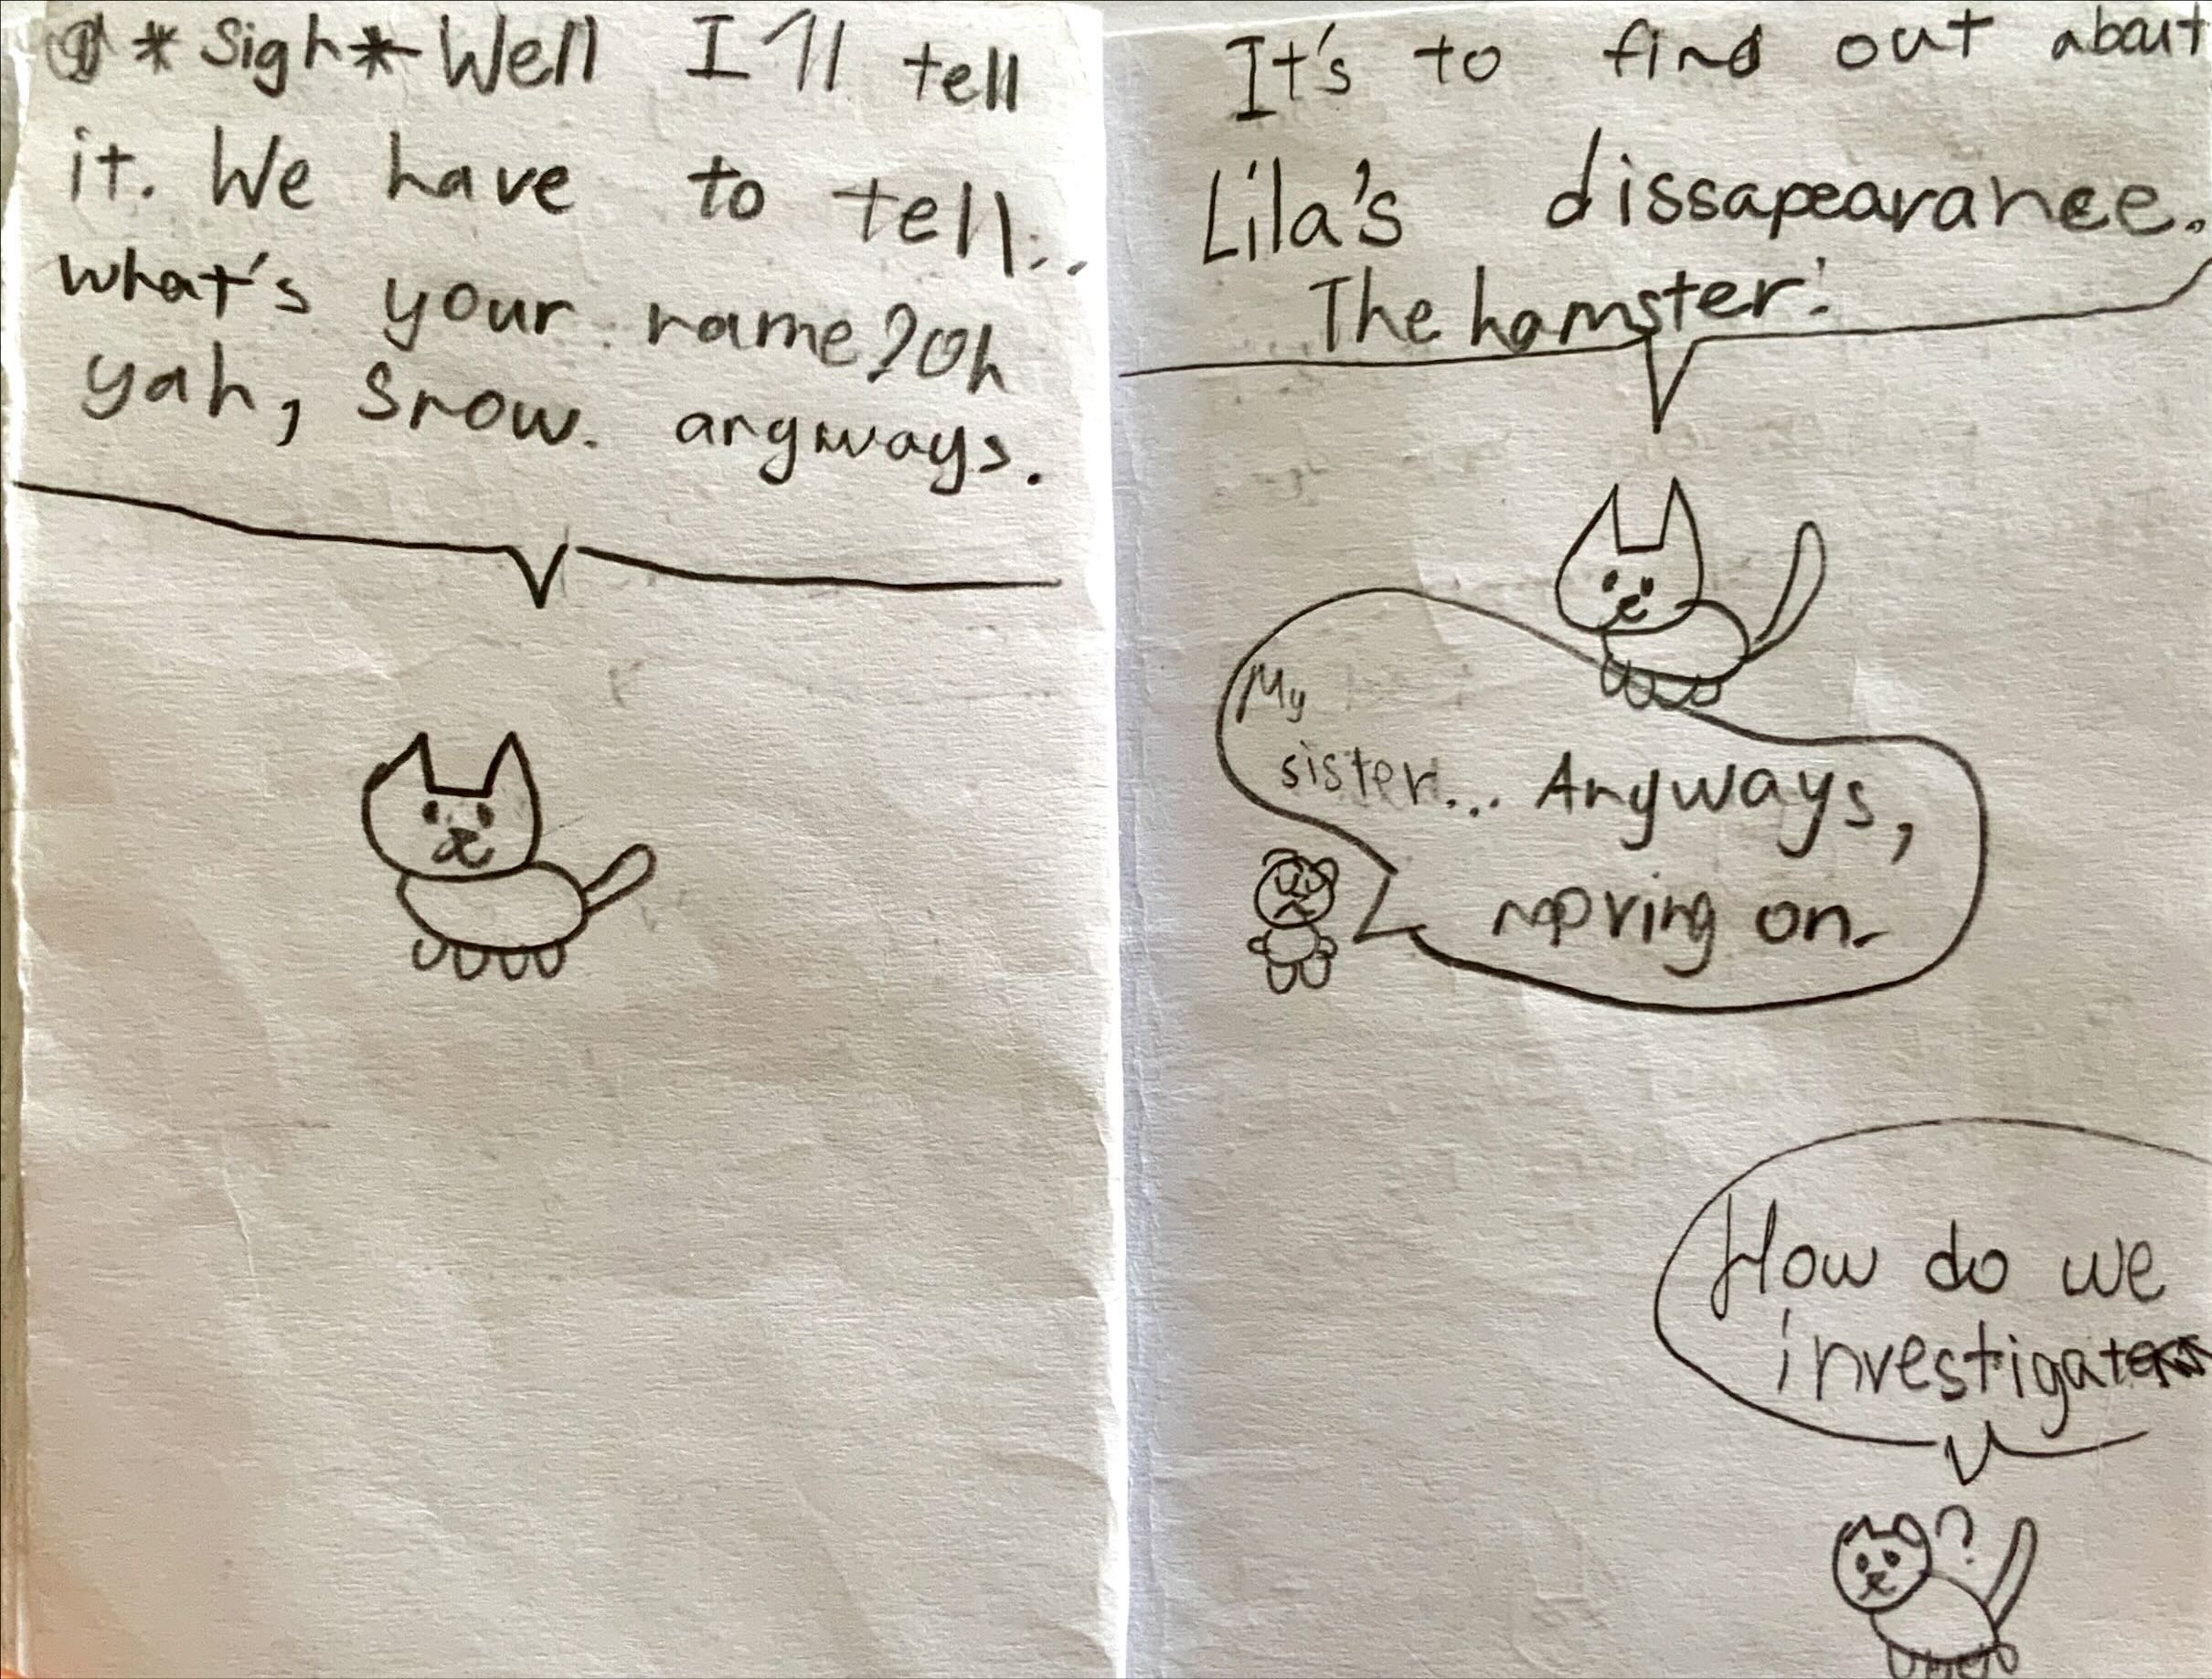 *Sigh* Well I'll tell
it. We have to tell..
what's your name? Oh
yah, Snow. anyways.
It's to find out about
Lila's dissapearance.
The hamster.
My
sister... Anyways,
moving on.
How do we
investigate
?